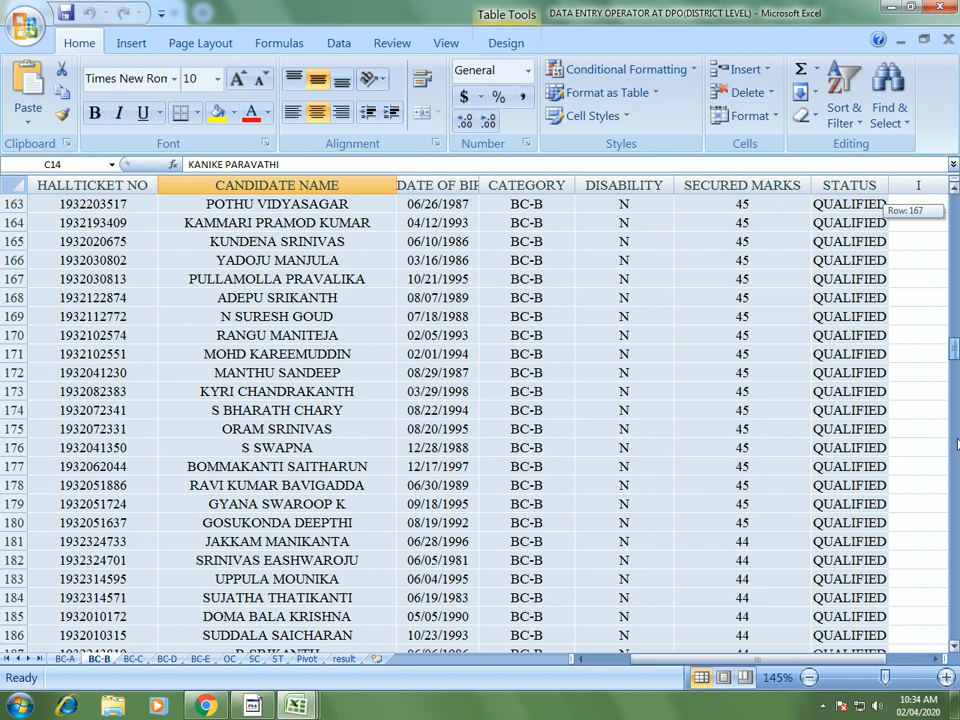 Table Tools
DATA ENTRY OPERATOR AT DPO(DISTRICT LEVEL) - Microsoft Excel
Home Insert Page Layout Formulas Data Review View Design
Paste
Clipboard
Times New Ron 10
B I U
Font
Alignment
General
$ % ,
Number
Conditional Formatting
Format as Table
Cell Styles
Styles
Insert
Delete
Format
Cells
Sort & Filter
Find & Select
Editing
C14 fx KANIKE PARAVATHI
HALLTICKET NO CANDIDATE NAME DATE OF BIF CATEGORY DISABILITY SECURED MARKS STATUS I
163 1932203517 POTHU VIDYASAGAR 06/26/1987 BC-B N 45 QUALIFIED
Row: 167
164 1932193409 KAMMARI PRAMOD KUMAR 04/12/1993 BC-B N 45 QUALIFIED
165 1932020675 KUNDENA SRINIVAS 06/10/1986 BC-B N 45 QUALIFIED
166 1932030802 YADOJU MANJULA 03/16/1986 BC-B N 45 QUALIFIED
167 1932030813 PULLAMOLLA PRAVALIKA 10/21/1995 BC-B N 45 QUALIFIED
168 1932122874 ADEPU SRIKANTH 08/07/1989 BC-B N 45 QUALIFIED
169 1932112772 N SURESH GOUD 07/18/1988 BC-B N 45 QUALIFIED
170 1932102574 RANGU MANITEJA 02/05/1993 BC-B N 45 QUALIFIED
171 1932102551 MOHD KAREEMUDDIN 02/01/1994 BC-B N 45 QUALIFIED
172 1932041230 MANTHU SANDEEP 08/29/1987 BC-B N 45 QUALIFIED
173 1932082383 KYRI CHANDRAKANTH 03/29/1998 BC-B N 45 QUALIFIED
174 1932072341 S BHARATH CHARY 08/22/1994 BC-B N 45 QUALIFIED
175 1932072331 ORAM SRINIVAS 08/20/1995 BC-B N 45 QUALIFIED
176 1932041350 S SWAPNA 12/28/1988 BC-B N 45 QUALIFIED
177 1932062044 BOMMAKANTI SAITHARUN 12/17/1997 BC-B N 45 QUALIFIED
178 1932051886 RAVI KUMAR BAVIGADDA 06/30/1989 BC-B N 45 QUALIFIED
179 1932051724 GYANA SWAROOP K 09/18/1995 BC-B N 45 QUALIFIED
180 1932051637 GOSUKONDA DEEPTHI 08/19/1992 BC-B N 45 QUALIFIED
181 1932324733 JAKKAM MANIKANTA 06/28/1996 BC-B N 44 QUALIFIED
182 1932324701 SRINIVAS EASHWAROJU 06/05/1981 BC-B N 44 QUALIFIED
183 1932314595 UPPULA MOUNIKA 06/04/1995 BC-B N 44 QUALIFIED
184 1932314571 SUJATHA THATIKANTI 06/19/1983 BC-B N 44 QUALIFIED
185 1932010172 DOMA BALA KRISHNA 05/05/1990 BC-B N 44 QUALIFIED
186 1932010315 SUDDALA SAICHARAN 10/23/1993 BC-B N 44 QUALIFIED
BC-A BC-B BC-C BC-D BC-E OC SC ST Pivot result
Ready 145%
10:34 AM
02/04/2020